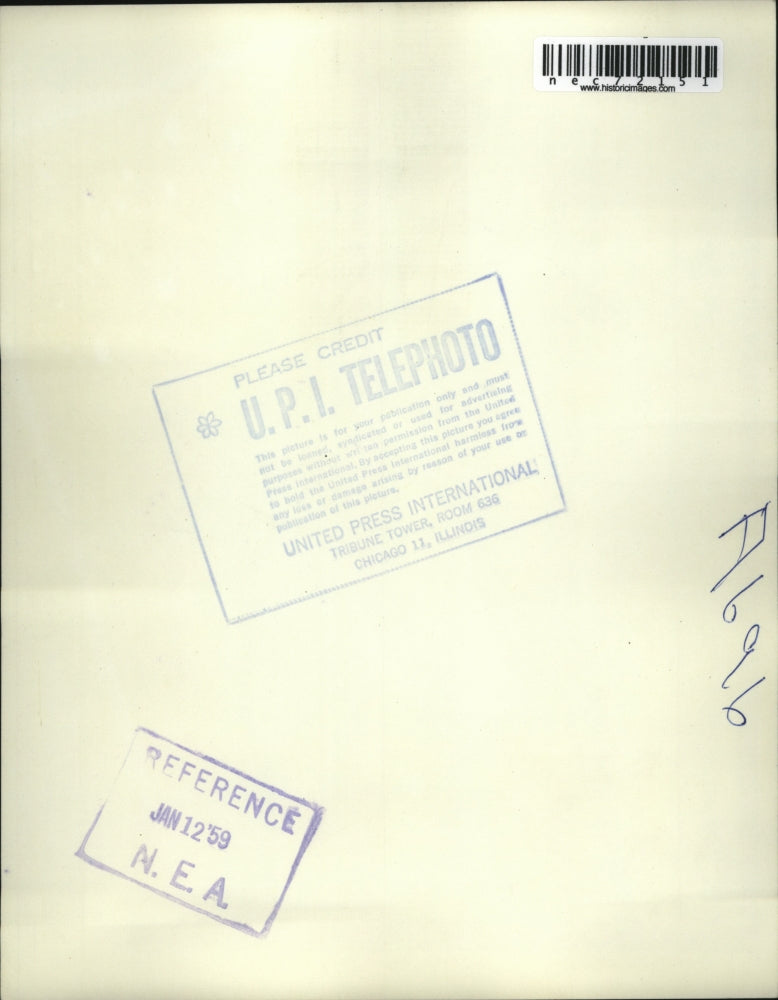 nec72151
www.historicimages.com
PLEASE CREDIT
U.P.I. TELEPHOTO
This picture is for your publication only and must
not be loaned, syndicated or used for advertising
purposes without written permission from the United
Press International. By accepting this picture you agree
to hold the United Press International harmless from
any loss or damage arising by reason of your use or
publication of this picture.
UNITED PRESS INTERNATIONAL
TRIBUNE TOWER, ROOM 636
CHICAGO 11, ILLINOIS
REFERENCE
JAN 12 '59
N.E.A.